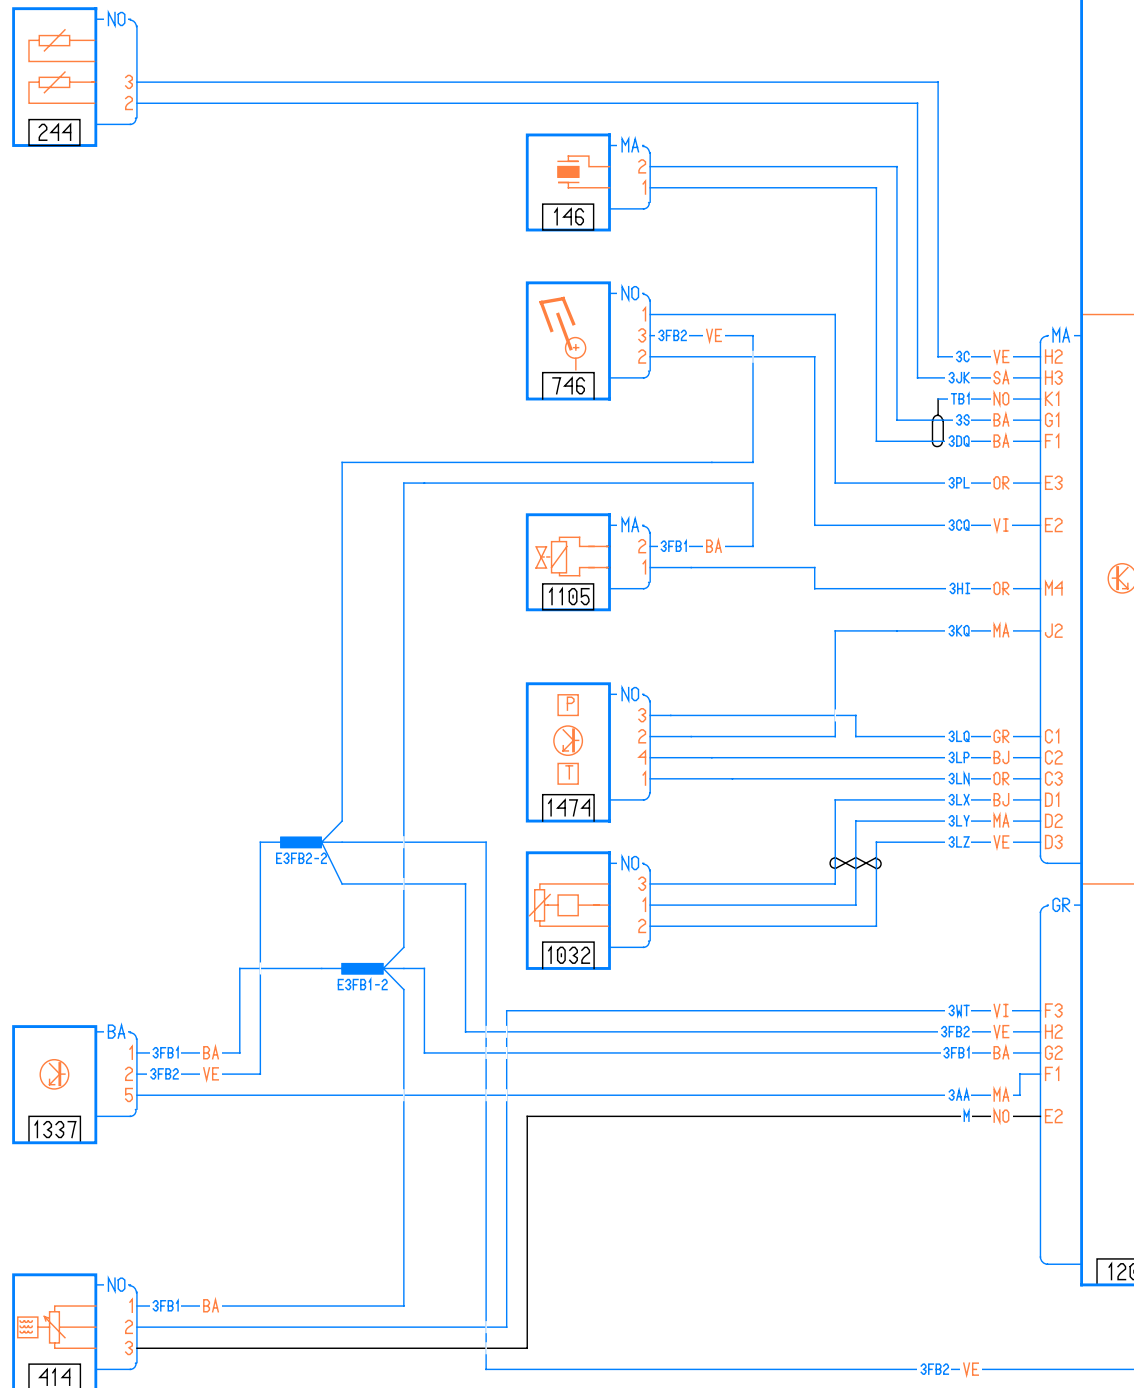 NO
3
2
244
MA
2
1
146
NO
1
3 3FB2 VE
2
746
MA
3C VE H2
3JK SA H3
TB1 NO K1
3S BA G1
3DQ BA F1
3PL OR E3
3CQ VI E2
MA
2 3FB1 BA
1
1105
3HI OR M4
3KQ MA J2
NO
P
3
2
4
T
1
1474
3LQ GR C1
3LP BJ C2
3LN OR C3
3LX BJ D1
3LY MA D2
3LZ VE D3
E3FB2-2
NO
3
1
2
1032
GR
E3FB1-2
3WT VI F3
3FB2 VE H2
3FB1 BA G2
F1
3AA MA
M NO E2
BA
1 3FB1 BA
2 3FB2 VE
5
1337
NO
1 3FB1 BA
2
3
414
3FB2 VE